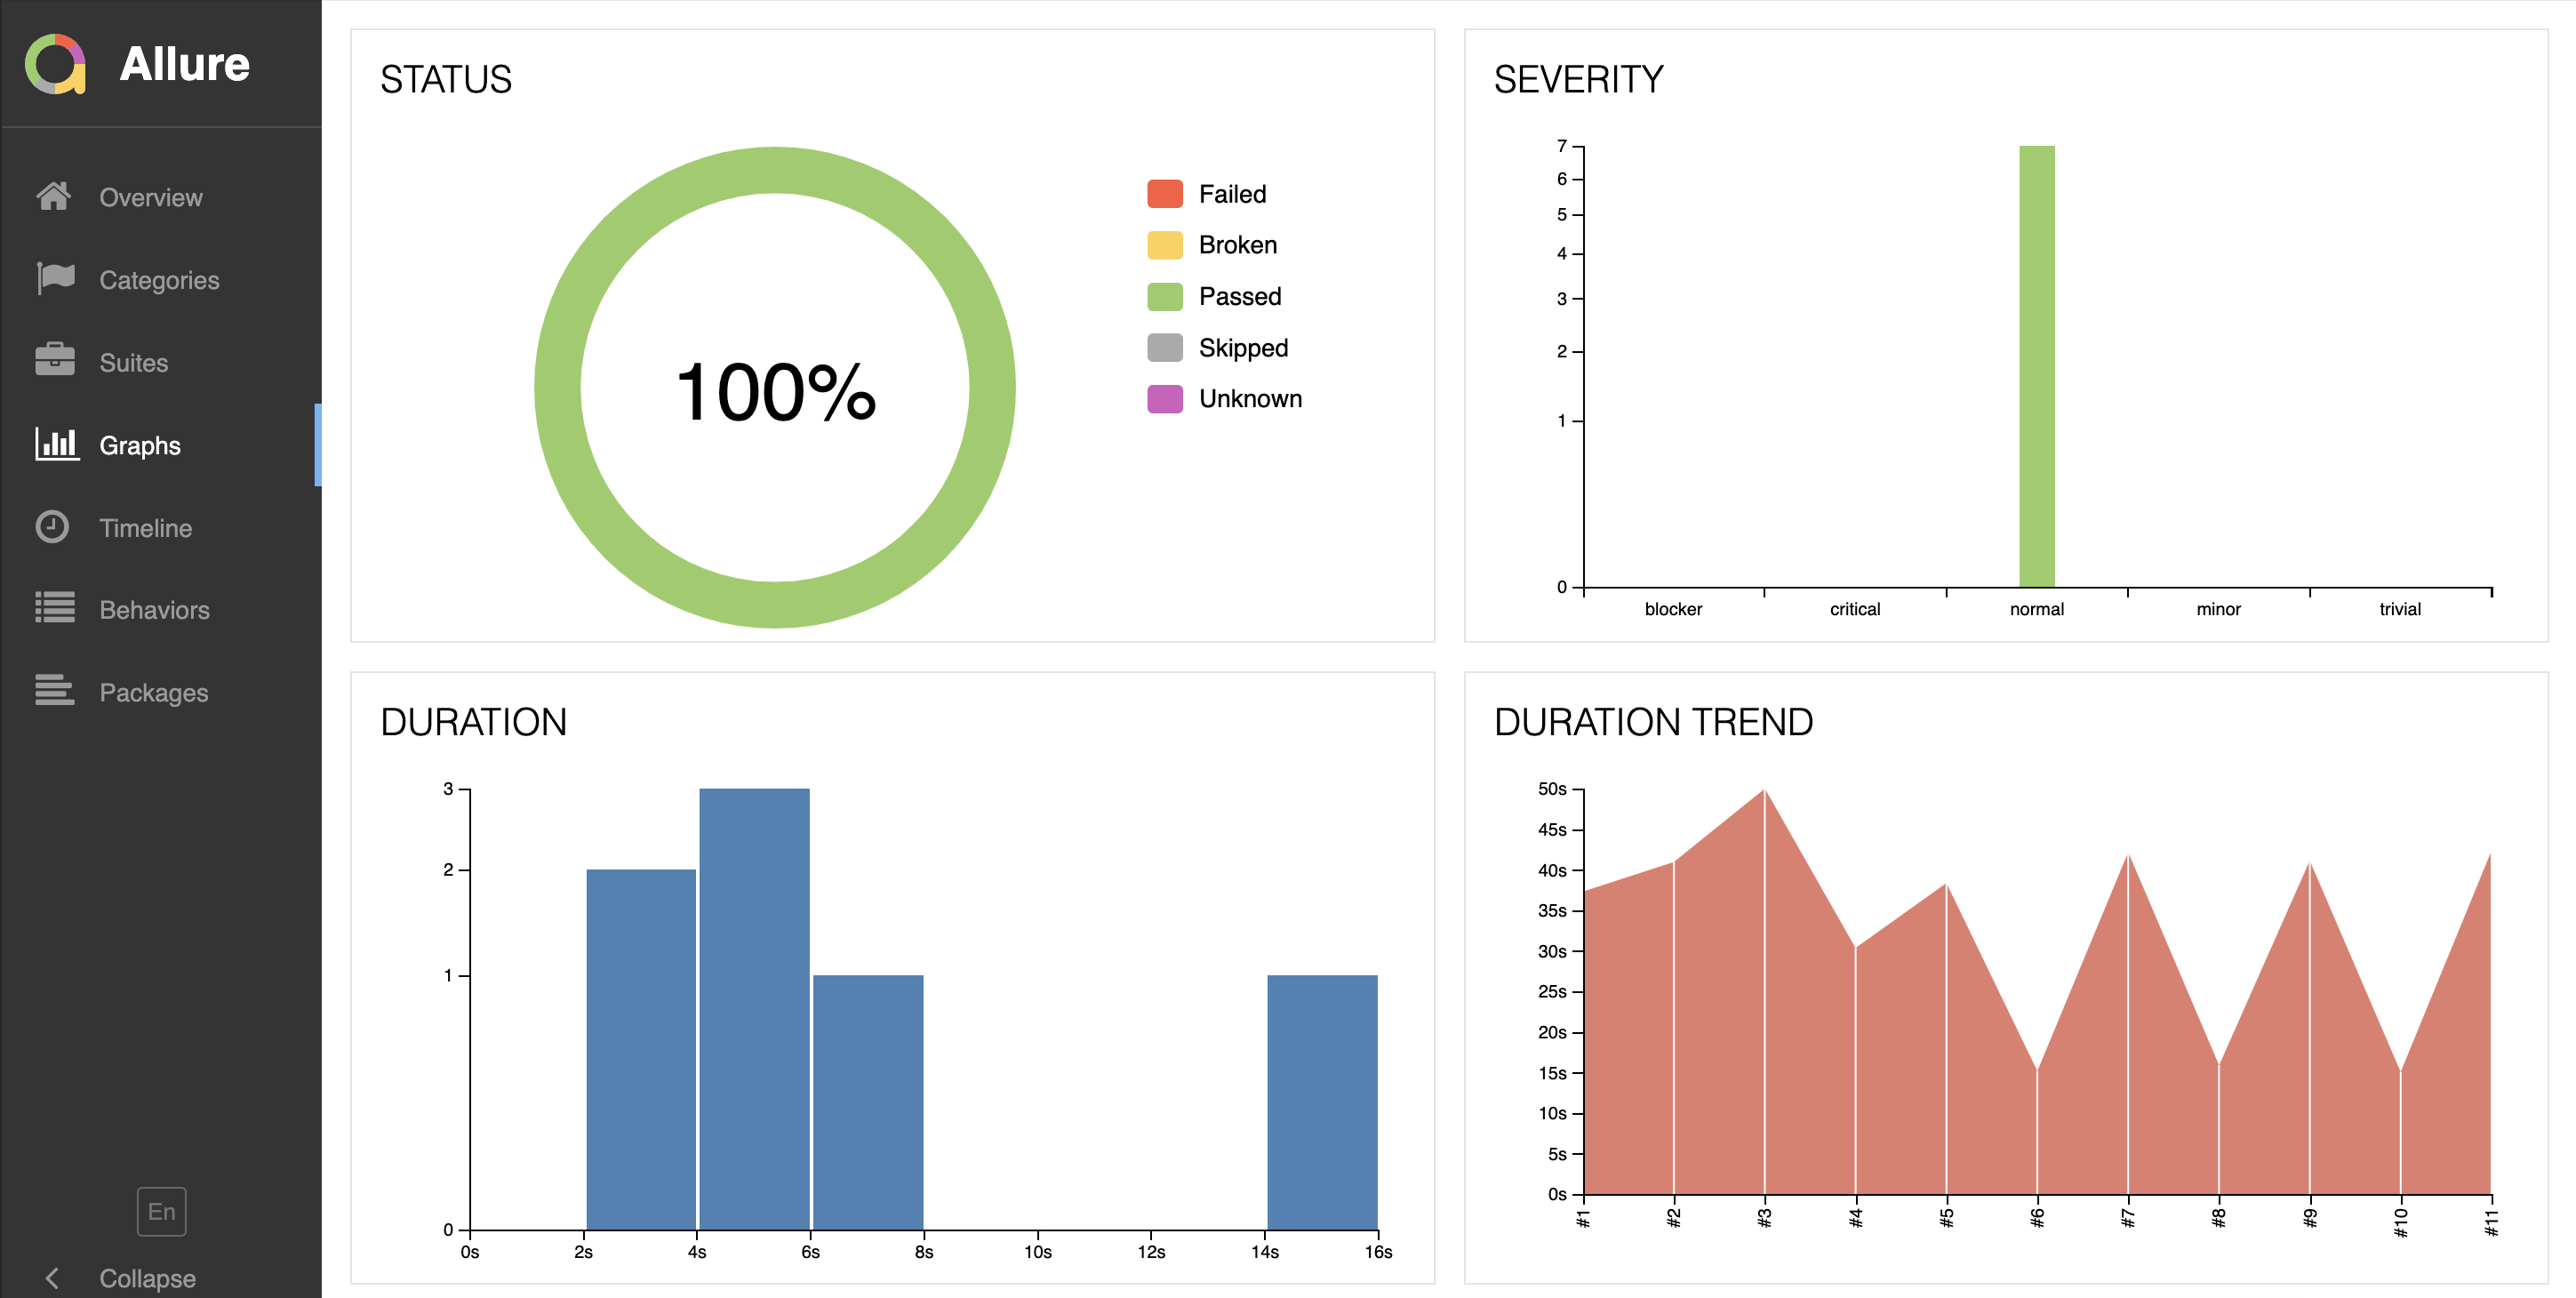 Allure
Overview
Categories
Suites
Graphs
Timeline
Behaviors
Packages
En
Collapse
STATUS
100%
Failed
Broken
Passed
Skipped
Unknown
SEVERITY
7
6
5
4
3
2
1
0
blocker critical normal minor trivial
DURATION
3
2
1
0
0s 2s 4s 6s 8s 10s 12s 14s 16s
DURATION TREND
50s
45s
40s
35s
30s
25s
20s
15s
10s
5s
0s
#1 #2 #3 #4 #5 #6 #7 #8 #9 #10 #11